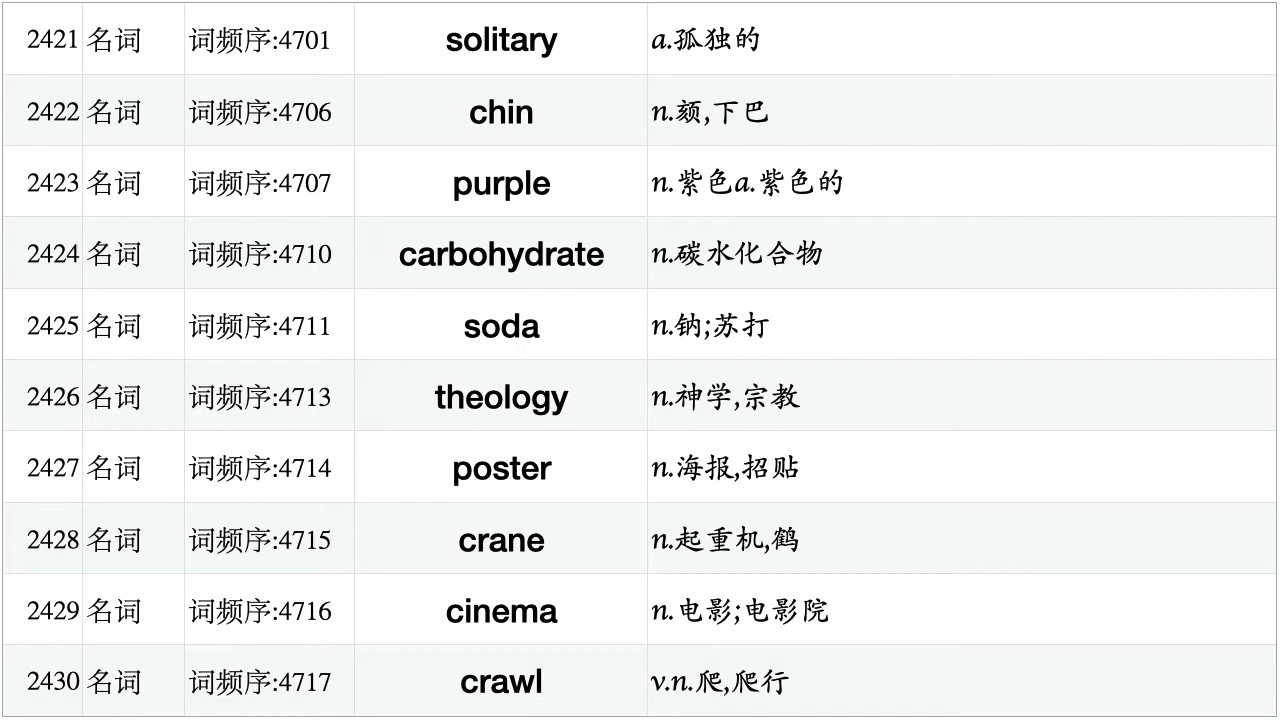 2421 名词 词频序:4701 solitary a.孤独的
2422 名词 词频序:4706 chin n.颏,下巴
2423 名词 词频序:4707 purple n.紫色a.紫色的
2424 名词 词频序:4710 carbohydrate n.碳水化合物
2425 名词 词频序:4711 soda n.钠;苏打
2426 名词 词频序:4713 theology n.神学,宗教
2427 名词 词频序:4714 poster n.海报,招贴
2428 名词 词频序:4715 crane n.起重机,鹤
2429 名词 词频序:4716 cinema n.电影;电影院
2430 名词 词频序:4717 crawl v.n.爬,爬行